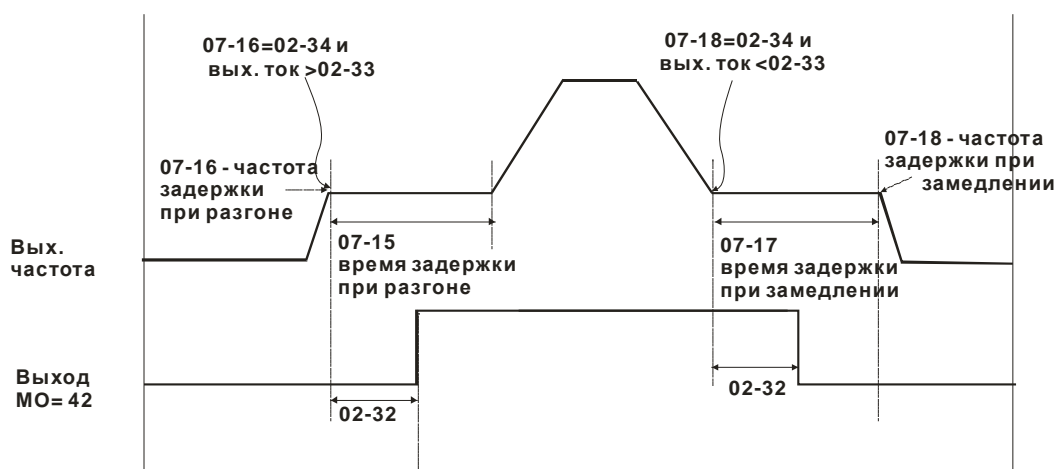 07-16=02-34 и
вых. ток >02-33
07-18=02-34 и
вых. ток <02-33
07-16 - частота
задержки
при разгоне
07-18 - частота
задержки при
замедлении
Вых.
частота
07-15
время задержки
при разгоне
07-17
время задержки
при замедлении
Выход
МО= 42
02-32
02-32